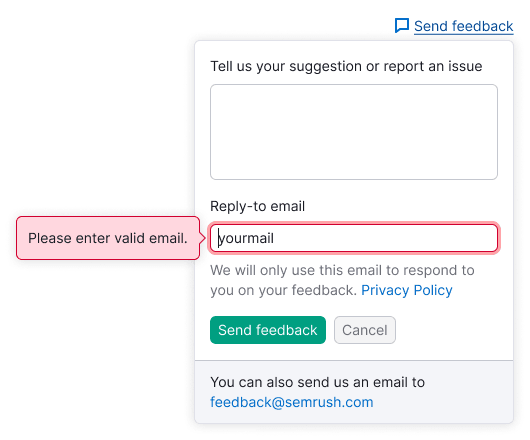 Send feedback
Tell us your suggestion or report an issue
Reply-to email
Please enter valid email.
yourmail
We will only use this email to respond to
you on your feedback. Privacy Policy
Send feedback
Cancel
You can also send us an email to
feedback@semrush.com